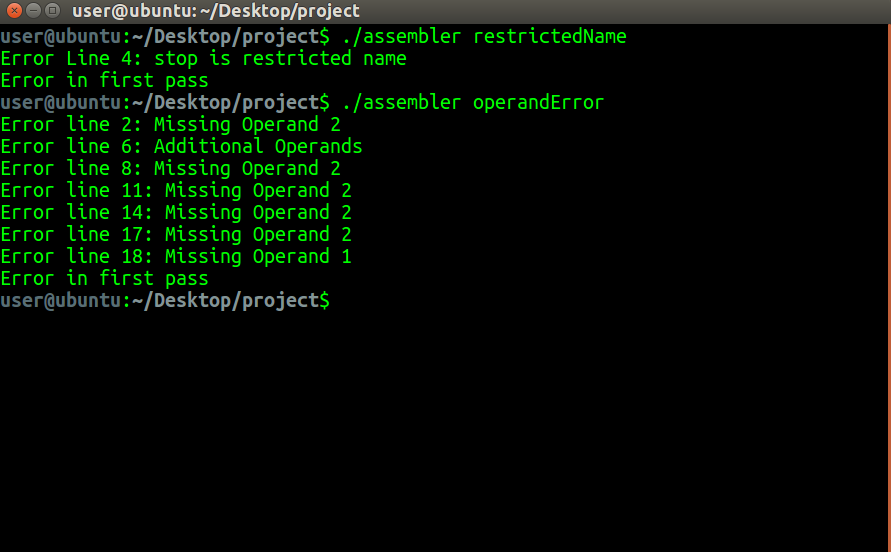 user@ubuntu: ~/Desktop/project
user@ubuntu:~/Desktop/project$ ./assembler restrictedName
Error Line 4: stop is restricted name
Error in first pass
user@ubuntu:~/Desktop/project$ ./assembler operandError
Error line 2: Missing Operand 2
Error line 6: Additional Operands
Error line 8: Missing Operand 2
Error line 11: Missing Operand 2
Error line 14: Missing Operand 2
Error line 17: Missing Operand 2
Error line 18: Missing Operand 1
Error in first pass
user@ubuntu:~/Desktop/project$